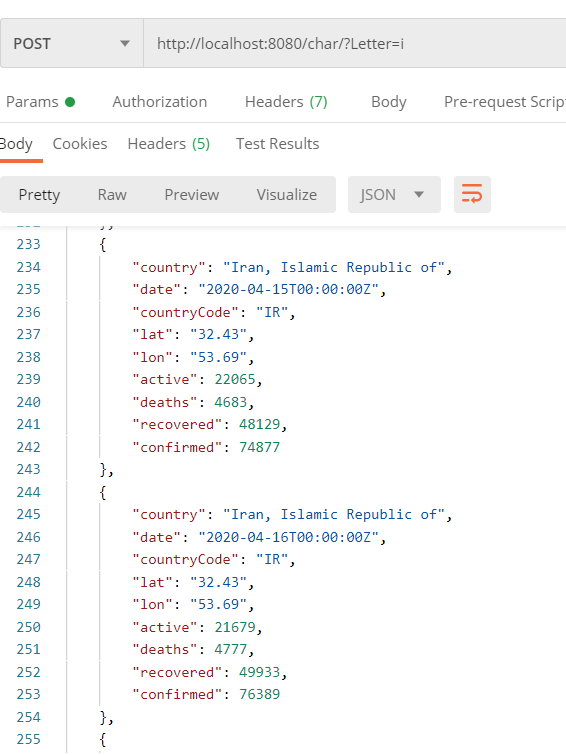 POST http://localhost:8080/char/?Letter=i
Params Authorization Headers (7) Body Pre-request Scrip
Body Cookies Headers (5) Test Results
Pretty Raw Preview Visualize JSON
233 {
234 "country": "Iran, Islamic Republic of",
235 "date": "2020-04-15T00:00:00Z",
236 "countryCode": "IR",
237 "lat": "32.43",
238 "lon": "53.69",
239 "active": 22065,
240 "deaths": 4683,
241 "recovered": 48129,
242 "confirmed": 74877
243 },
244 {
245 "country": "Iran, Islamic Republic of",
246 "date": "2020-04-16T00:00:00Z",
247 "countryCode": "IR",
248 "lat": "32.43",
249 "lon": "53.69",
250 "active": 21679,
251 "deaths": 4777,
252 "recovered": 49933,
253 "confirmed": 76389
254 },
255 {